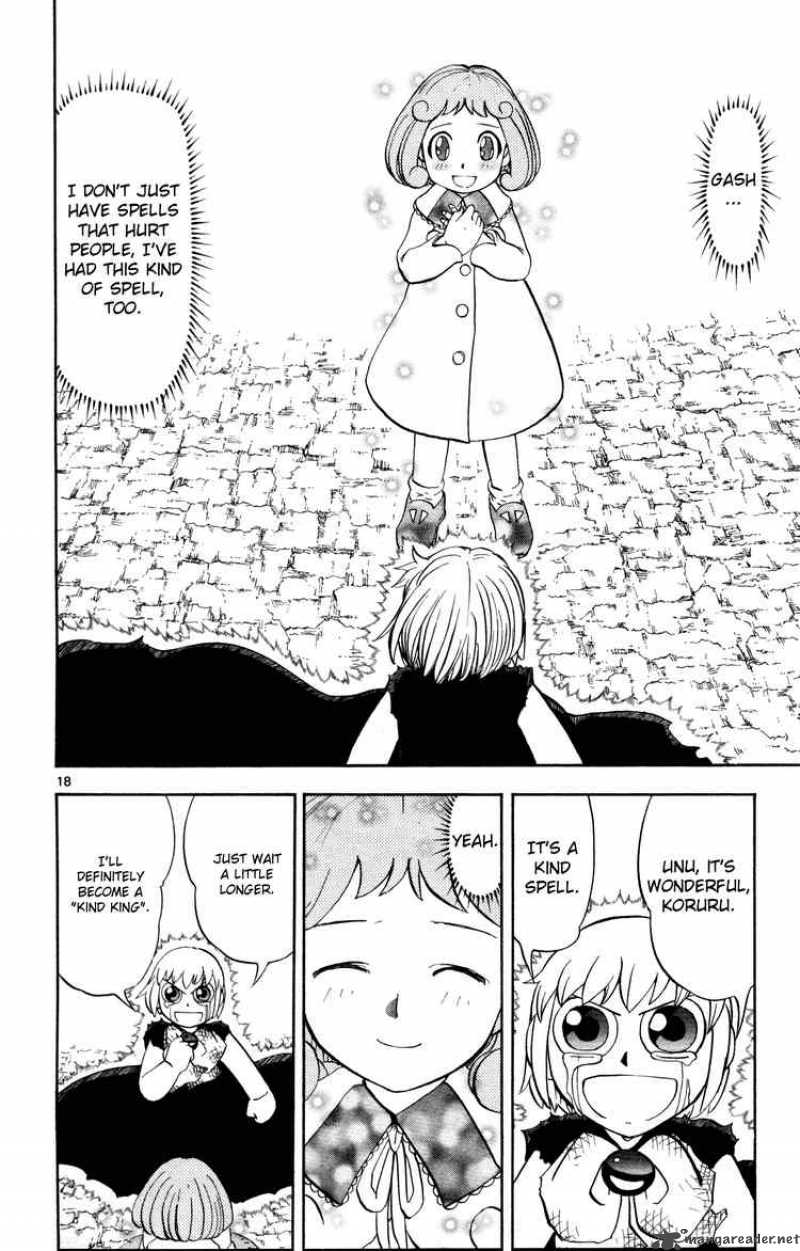 GASH
...
I DON'T JUST
HAVE SPELLS
THAT HURT
PEOPLE, I'VE
HAD THIS KIND
OF SPELL,
TOO.
18
UNU, IT'S
WONDERFUL,
KORURU.
IT'S A
KIND
SPELL.
YEAH.
JUST WAIT
A LITTLE
LONGER.
I'LL
DEFINITELY
BECOME A
"KIND KING".
mangareader.net